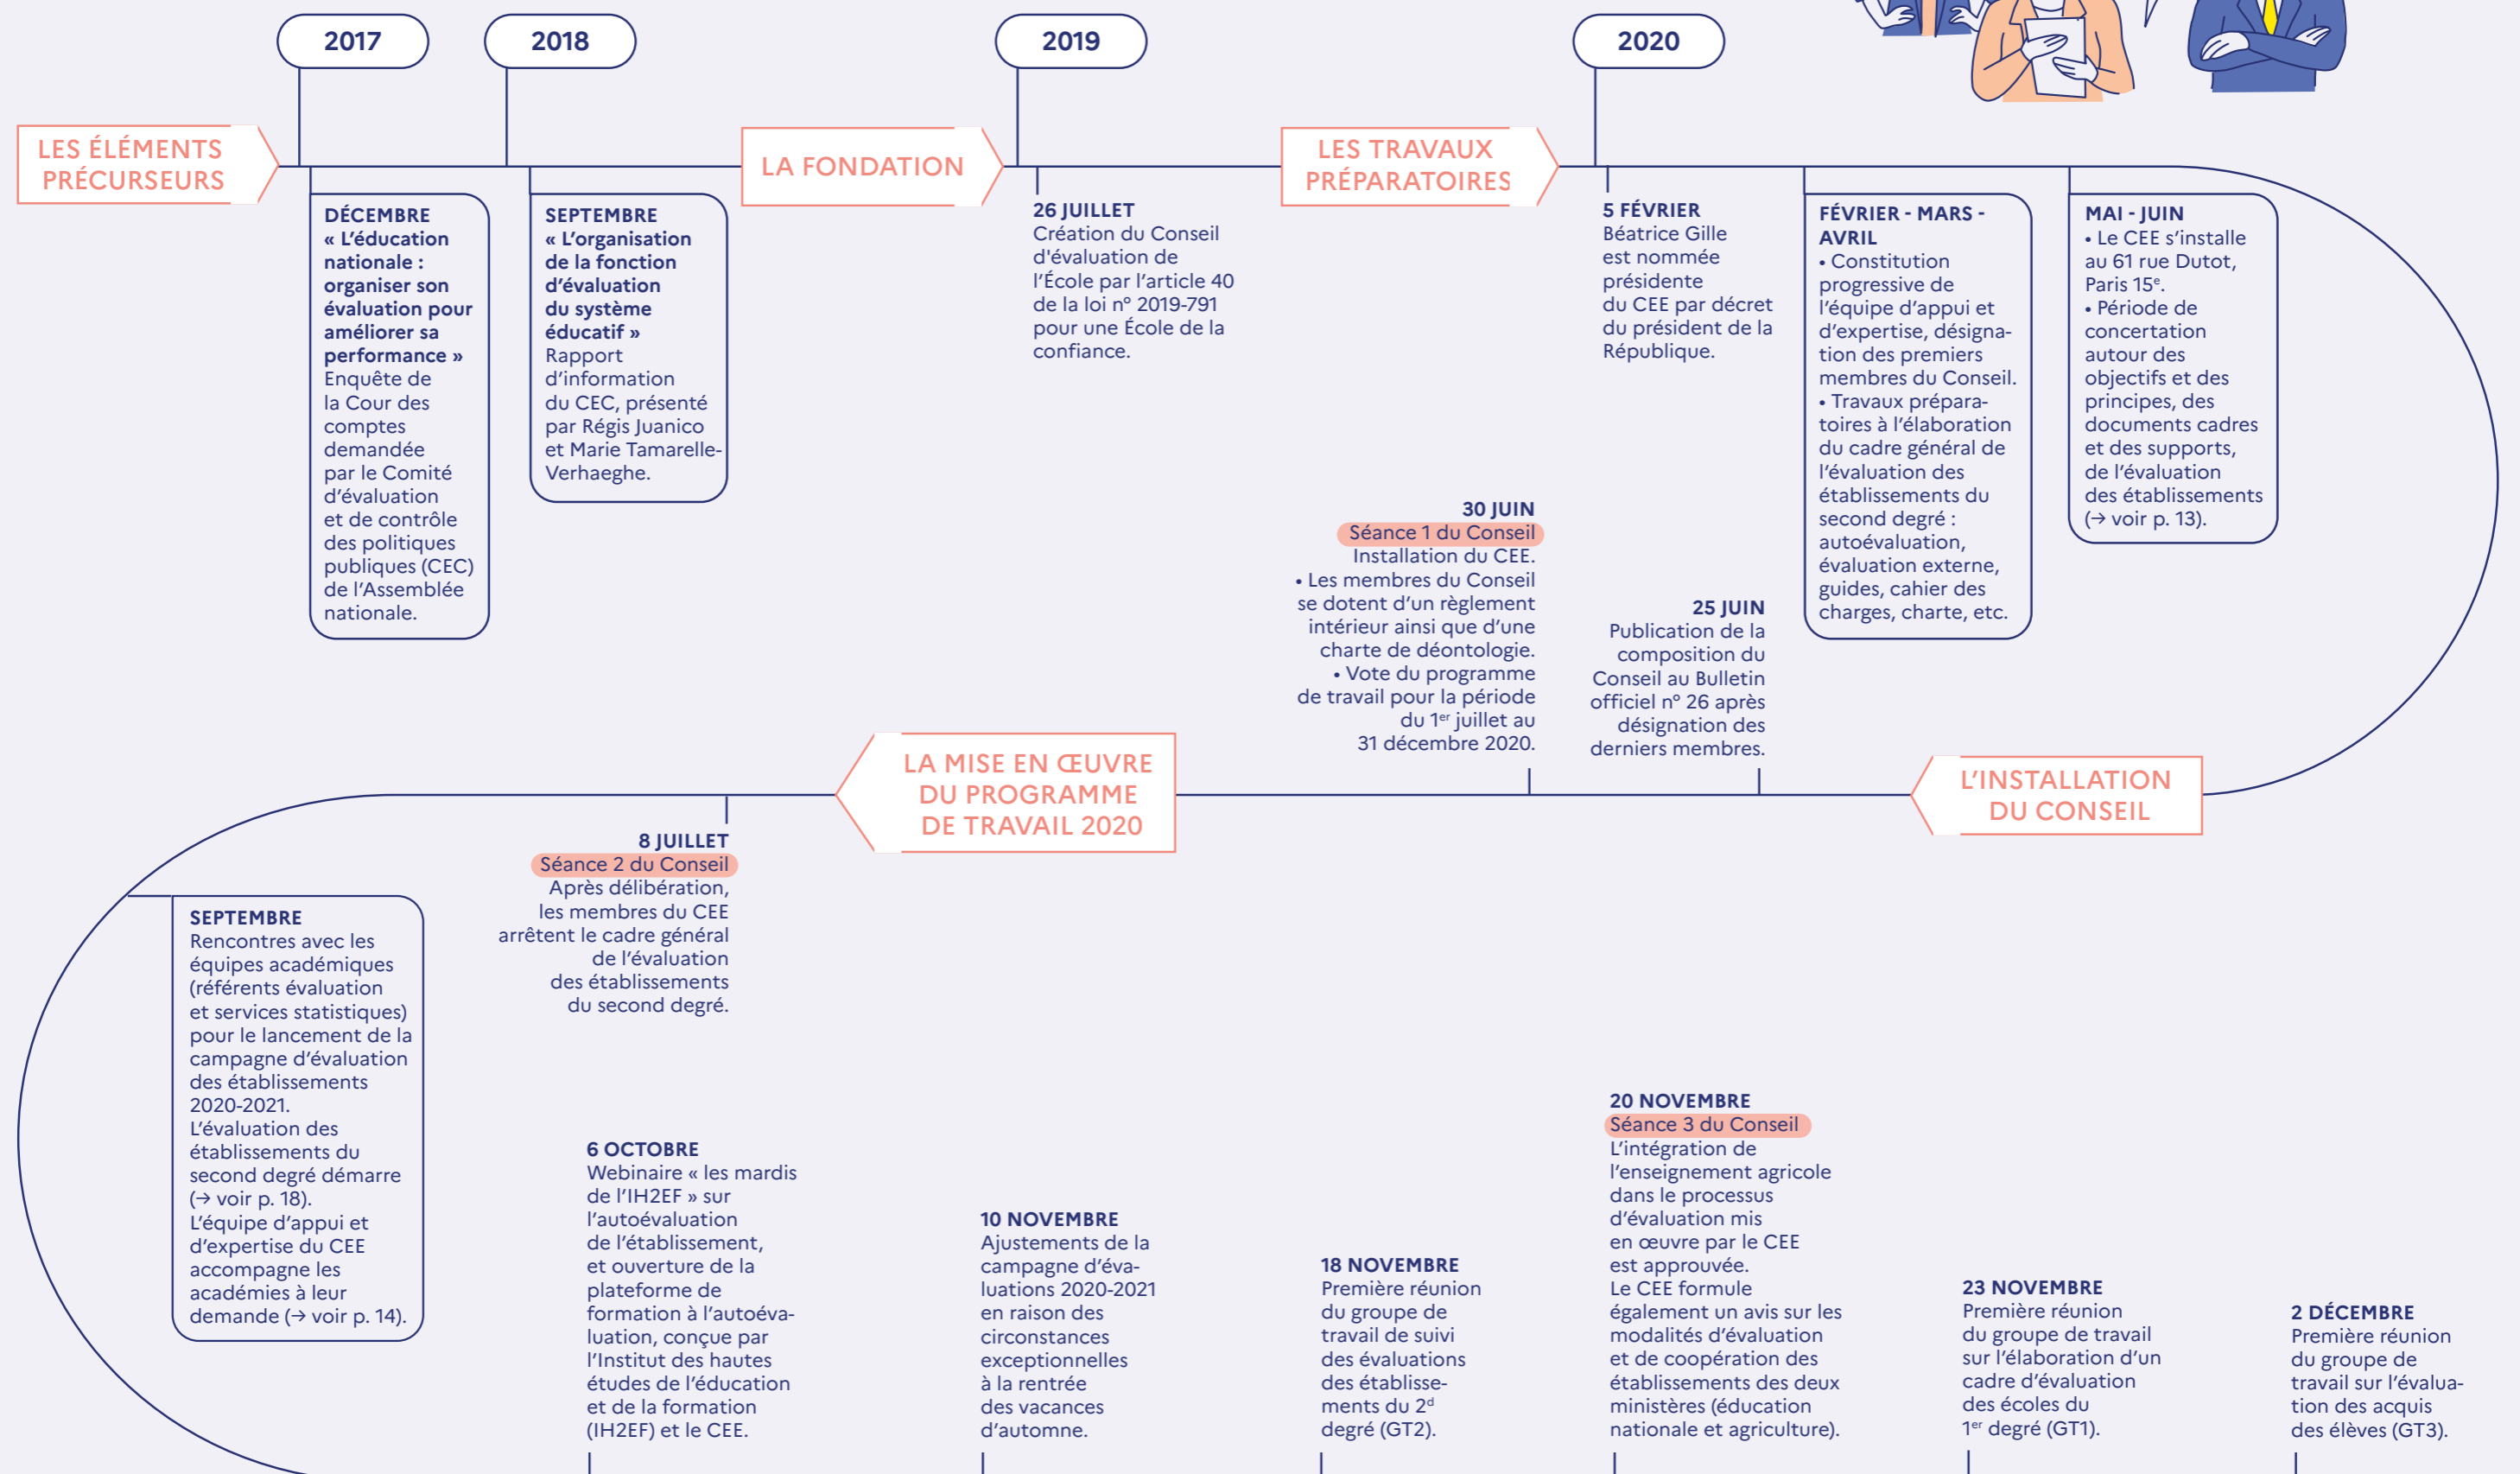 2017
2018
2019
2020
LES ÉLÉMENTS
PRÉCURSEURS
DÉCEMBRE
« L’éducation
nationale :
organiser son
évaluation pour
améliorer sa
performance »
Enquête de
la Cour des
comptes
demandée
par le Comité
d’évaluation
et de contrôle
des politiques
publiques (CEC)
de l’Assemblée
nationale.
SEPTEMBRE
« L’organisation
de la fonction
d’évaluation
du système
éducatif »
Rapport
d’information
du CEC, présenté
par Régis Juanico
et Marie Tamarelle-
Verhaeghe.
LA FONDATION
26 JUILLET
Création du Conseil
d'évaluation de
l’École par l’article 40
de la loi nº 2019-791
pour une École de la
confiance.
LES TRAVAUX
PRÉPARATOIRES
5 FÉVRIER
Béatrice Gille
est nommée
présidente
du CEE par décret
du président de la
République.
FÉVRIER - MARS -
AVRIL
• Constitution
progressive de
l’équipe d’appui et
d’expertise, désigna-
tion des premiers
membres du Conseil.
• Travaux prépara-
toires à l’élaboration
du cadre général de
l’évaluation des
établissements du
second degré :
autoévaluation,
évaluation externe,
guides, cahier des
charges, charte, etc.
MAI - JUIN
• Le CEE s’installe
au 61 rue Dutot,
Paris 15e.
• Période de
concertation
autour des
objectifs et des
principes, des
documents cadres
et des supports,
de l’évaluation
des établissements
(→ voir p. 13).
L’INSTALLATION
DU CONSEIL
25 JUIN
Publication de la
composition du
Conseil au Bulletin
officiel nº 26 après
désignation des
derniers membres.
30 JUIN
Séance 1 du Conseil
Installation du CEE.
• Les membres du Conseil
se dotent d’un règlement
intérieur ainsi que d’une
charte de déontologie.
• Vote du programme
de travail pour la période
du 1er juillet au
31 décembre 2020.
LA MISE EN ŒUVRE
DU PROGRAMME
DE TRAVAIL 2020
8 JUILLET
Séance 2 du Conseil
Après délibération,
les membres du CEE
arrêtent le cadre général
de l’évaluation
des établissements
du second degré.
SEPTEMBRE
Rencontres avec les
équipes académiques
(référents évaluation
et services statistiques)
pour le lancement de la
campagne d’évaluation
des établissements
2020-2021.
L’évaluation des
établissements du
second degré démarre
(→ voir p. 18).
L’équipe d’appui et
d’expertise du CEE
accompagne les
académies à leur
demande (→ voir p. 14).
6 OCTOBRE
Webinaire « les mardis
de l’IH2EF » sur
l’autoévaluation
de l’établissement,
et ouverture de la
plateforme de
formation à l’autoéva-
luation, conçue par
l’Institut des hautes
études de l’éducation
et de la formation
(IH2EF) et le CEE.
10 NOVEMBRE
Ajustements de la
campagne d’éva-
luations 2020-2021
en raison des
circonstances
exceptionnelles
à la rentrée
des vacances
d’automne.
18 NOVEMBRE
Première réunion
du groupe de
travail de suivi
des évaluations
des établisse-
ments du 2d
degré (GT2).
20 NOVEMBRE
Séance 3 du Conseil
L’intégration de
l’enseignement agricole
dans le processus
d’évaluation mis
en œuvre par le CEE
est approuvée.
Le CEE formule
également un avis sur les
modalités d’évaluation
et de coopération des
établissements des deux
ministères (éducation
nationale et agriculture).
23 NOVEMBRE
Première réunion
du groupe de travail
sur l’élaboration d’un
cadre d’évaluation
des écoles du
1er degré (GT1).
2 DÉCEMBRE
Première réunion
du groupe de
travail sur l’évalua-
tion des acquis
des élèves (GT3).